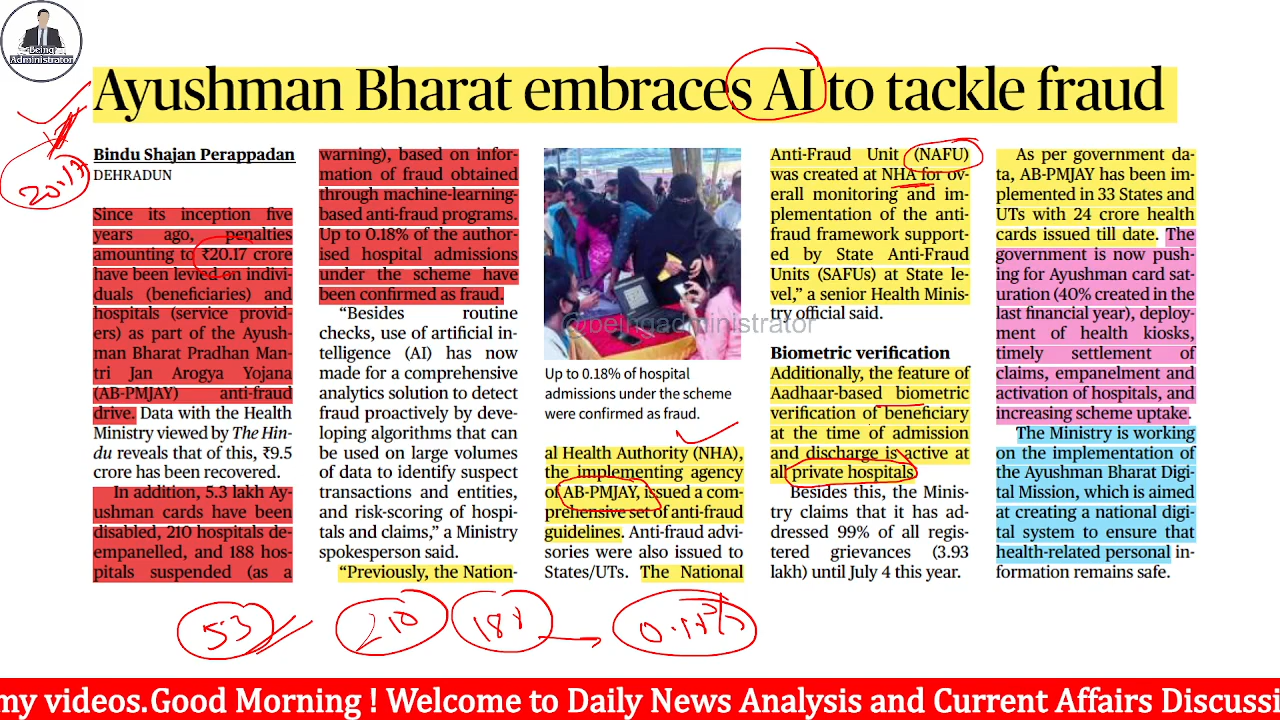 Being
Administrator
Ayushman Bharat embraces AI to tackle fraud
20.17
Bindu Shajan Perappadan
DEHRADUN
Since its inception five
years ago, penalties
amounting to ₹20.17 crore
have been levied on indivi-
duals (beneficiaries) and
hospitals (service provid-
ers) as part of the Ayush-
man Bharat Pradhan Man-
tri Jan Arogya Yojana
(AB-PMJAY) anti-fraud
drive. Data with the Health
Ministry viewed by The Hin-
du reveals that of this, ₹9.5
crore has been recovered.
In addition, 5.3 lakh Ay-
ushman cards have been
disabled, 210 hospitals de-
empanelled, and 188 hos-
pitals suspended (as a
warning), based on infor-
mation of fraud obtained
through machine-learning-
based anti-fraud programs.
Up to 0.18% of the author-
ised hospital admissions
under the scheme have
been confirmed as fraud.
“Besides routine
checks, use of artificial in-
telligence (AI) has now
made for a comprehensive
analytics solution to detect
fraud proactively by deve-
loping algorithms that can
be used on large volumes
of data to identify suspect
transactions and entities,
and risk-scoring of hospi-
tals and claims,” a Ministry
spokesperson said.
“Previously, the Nation-
@beingadministrator
Up to 0.18% of hospital
admissions under the scheme
were confirmed as fraud.
al Health Authority (NHA),
the implementing agency
of AB-PMJAY, issued a com-
prehensive set of anti-fraud
guidelines. Anti-fraud advi-
sories were also issued to
States/UTs. The National
Anti-Fraud Unit (NAFU)
was created at NHA for ov-
erall monitoring and im-
plementation of the anti-
fraud framework support-
ed by State Anti-Fraud
Units (SAFUs) at State le-
vel,” a senior Health Minis-
try official said.
Biometric verification
Additionally, the feature of
Aadhaar-based biometric
verification of beneficiary
at the time of admission
and discharge is active at
all private hospitals.
Besides this, the Minis-
try claims that it has ad-
dressed 99% of all regis-
tered grievances (3.93
lakh) until July 4 this year.
As per government da-
ta, AB-PMJAY has been im-
plemented in 33 States and
UTs with 24 crore health
cards issued till date. The
government is now push-
ing for Ayushman card sat-
uration (40% created in the
last financial year), deploy-
ment of health kiosks,
timely settlement of
claims, empanelment and
activation of hospitals, and
increasing scheme uptake.
The Ministry is working
on the implementation of
the Ayushman Bharat Digi-
tal Mission, which is aimed
at creating a national digi-
tal system to ensure that
health-related personal in-
formation remains safe.
53 210 188 0.18%
my videos.Good Morning ! Welcome to Daily News Analysis and Current Affairs Discussi